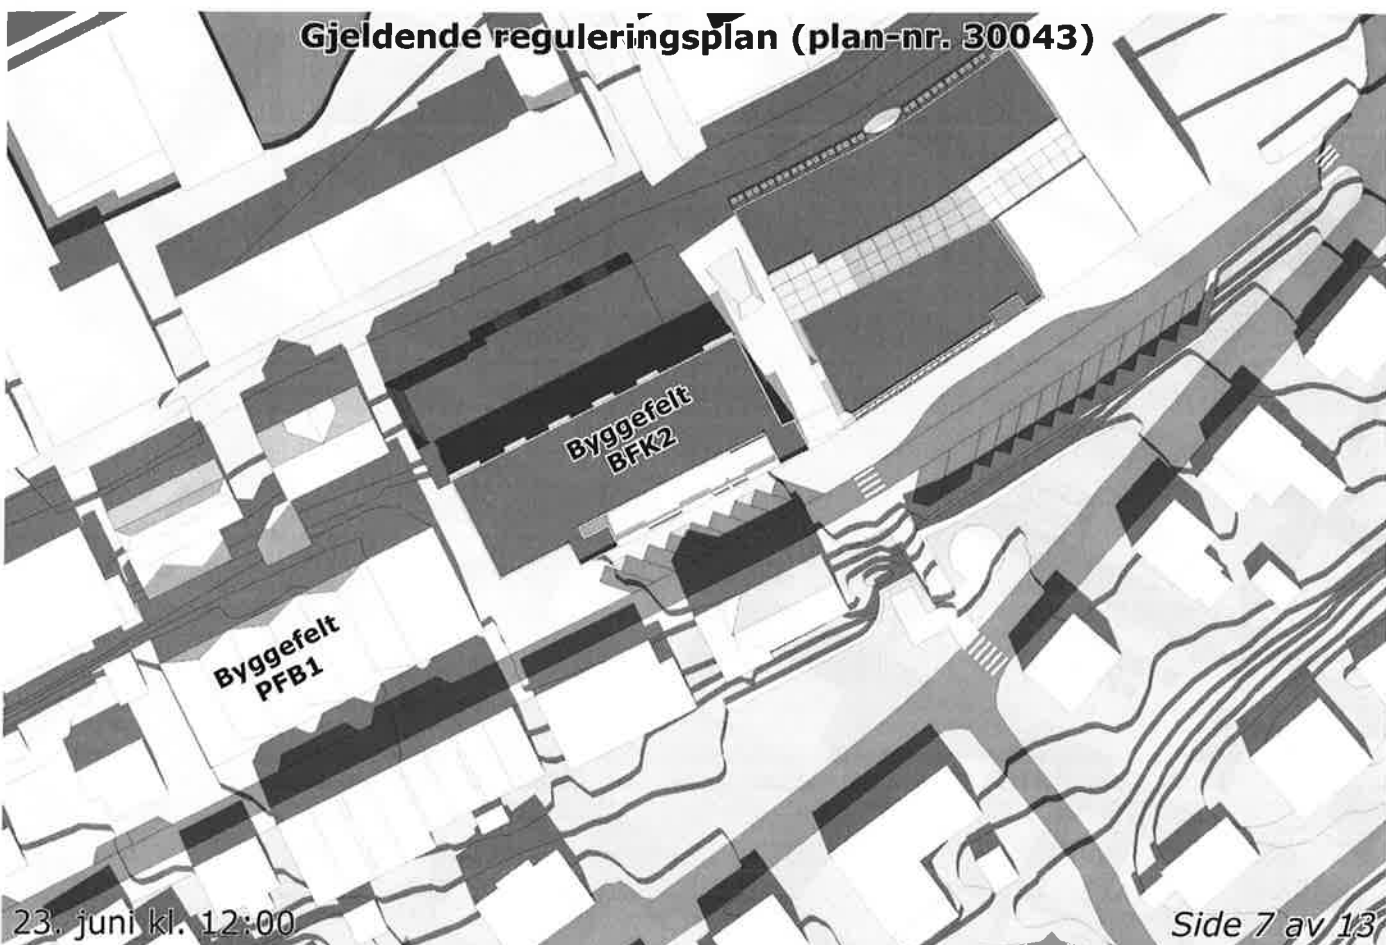 Gjeldende reguleringsplan (plan-nr. 30043)
Byggefelt
BFK2
Byggefelt
PFB1
23. juni kl. 12:00
Side 7 av 13